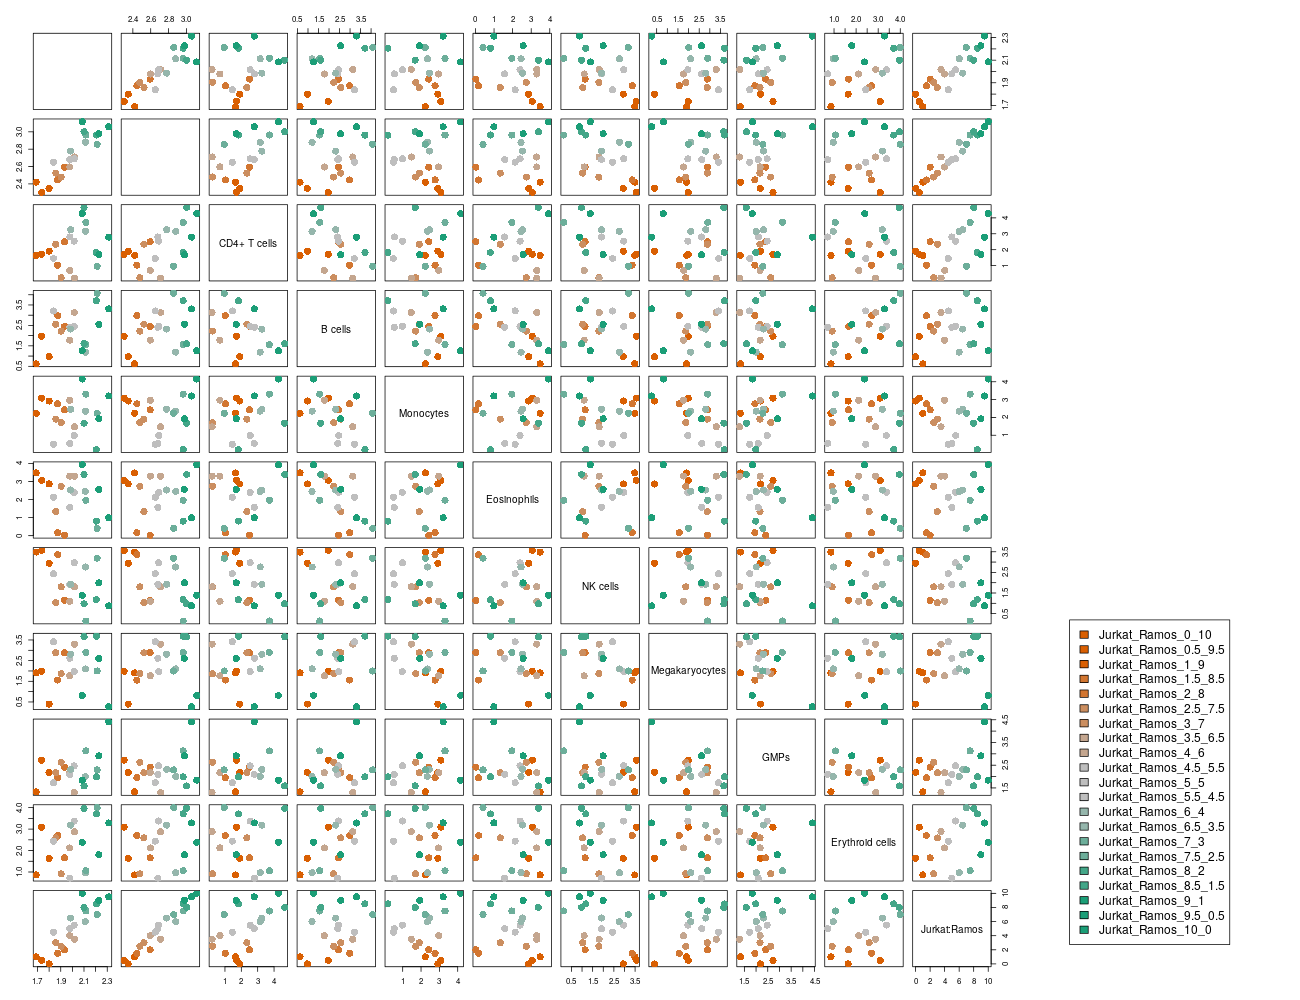 2.4 2.6 2.8 3.0
0.5 1.5 2.5 3.5
0 1 2 3 4
0.5 1.5 2.5 3.5
1.0 2.0 3.0 4.0
1.7 1.9 2.1 2.3
2.4 2.6 2.8 3.0
CD4+ T cells
1 2 3 4
0.5 1.5 2.5 3.5
B cells
Monocytes
1 2 3 4
0 1 2 3 4
Eosinophils
NK cells
0.5 1.5 2.5 3.5
0.5 1.5 2.5 3.5
Megakaryocytes
GMPs
1.5 2.5 3.5 4.5
1.0 2.0 3.0 4.0
Erythroid cells
Jurkat:Ramos
0 2 4 6 8 10
1.7 1.9 2.1 2.3
1 2 3 4
1 2 3 4
0.5 1.5 2.5 3.5
1.5 2.5 3.5 4.5
0 2 4 6 8 10
Jurkat_Ramos_0_10
Jurkat_Ramos_0.5_9.5
Jurkat_Ramos_1_9
Jurkat_Ramos_1.5_8.5
Jurkat_Ramos_2_8
Jurkat_Ramos_2.5_7.5
Jurkat_Ramos_3_7
Jurkat_Ramos_3.5_6.5
Jurkat_Ramos_4_6
Jurkat_Ramos_4.5_5.5
Jurkat_Ramos_5_5
Jurkat_Ramos_5.5_4.5
Jurkat_Ramos_6_4
Jurkat_Ramos_6.5_3.5
Jurkat_Ramos_7_3
Jurkat_Ramos_7.5_2.5
Jurkat_Ramos_8_2
Jurkat_Ramos_8.5_1.5
Jurkat_Ramos_9_1
Jurkat_Ramos_9.5_0.5
Jurkat_Ramos_10_0